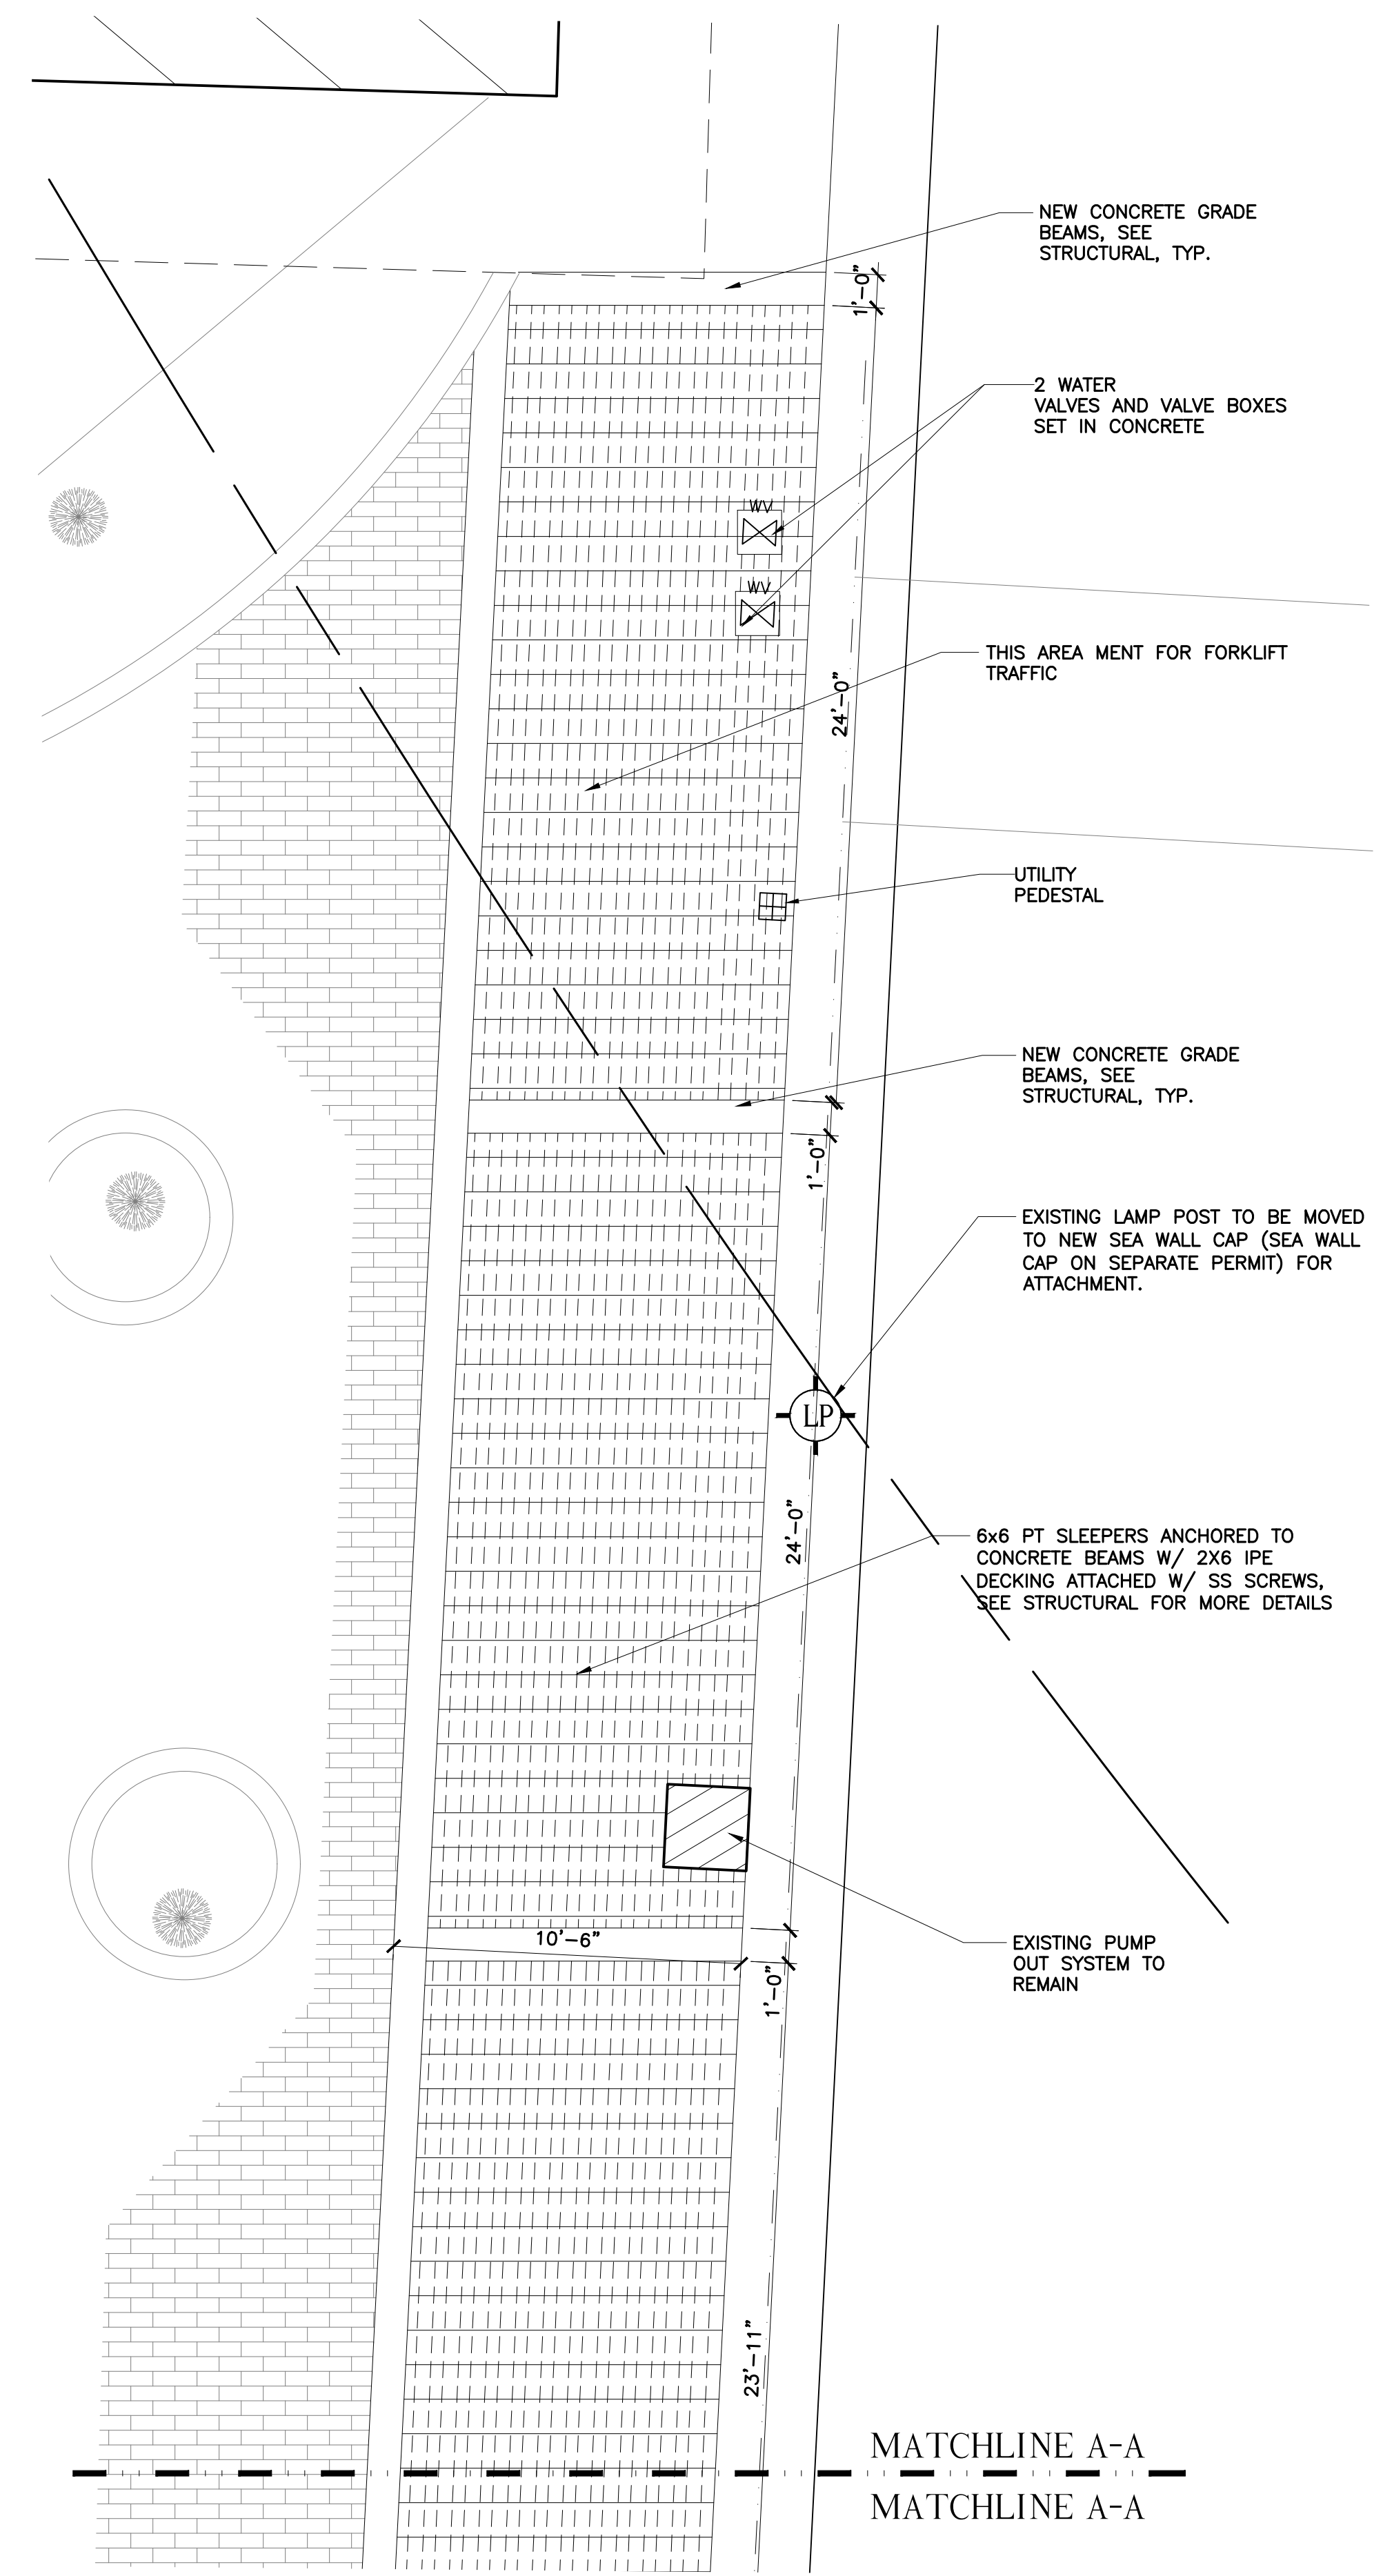 NEW CONCRETE GRADE
BEAMS, SEE
STRUCTURAL, TYP.
1'-0"
2 WATER
VALVES AND VALVE BOXES
SET IN CONCRETE
WV
WV
THIS AREA MENT FOR FORKLIFT
TRAFFIC
24'-0"
UTILITY
PEDESTAL
NEW CONCRETE GRADE
BEAMS, SEE
STRUCTURAL, TYP.
1'-0"
EXISTING LAMP POST TO BE MOVED
TO NEW SEA WALL CAP (SEA WALL
CAP ON SEPARATE PERMIT) FOR
ATTACHMENT.
LP
24'-0"
6x6 PT SLEEPERS ANCHORED TO
CONCRETE BEAMS W/ 2X6 IPE
DECKING ATTACHED W/ SS SCREWS,
SEE STRUCTURAL FOR MORE DETAILS
10'-6"
EXISTING PUMP
OUT SYSTEM TO
REMAIN
1'-0"
23'-11"
MATCHLINE A-A
MATCHLINE A-A